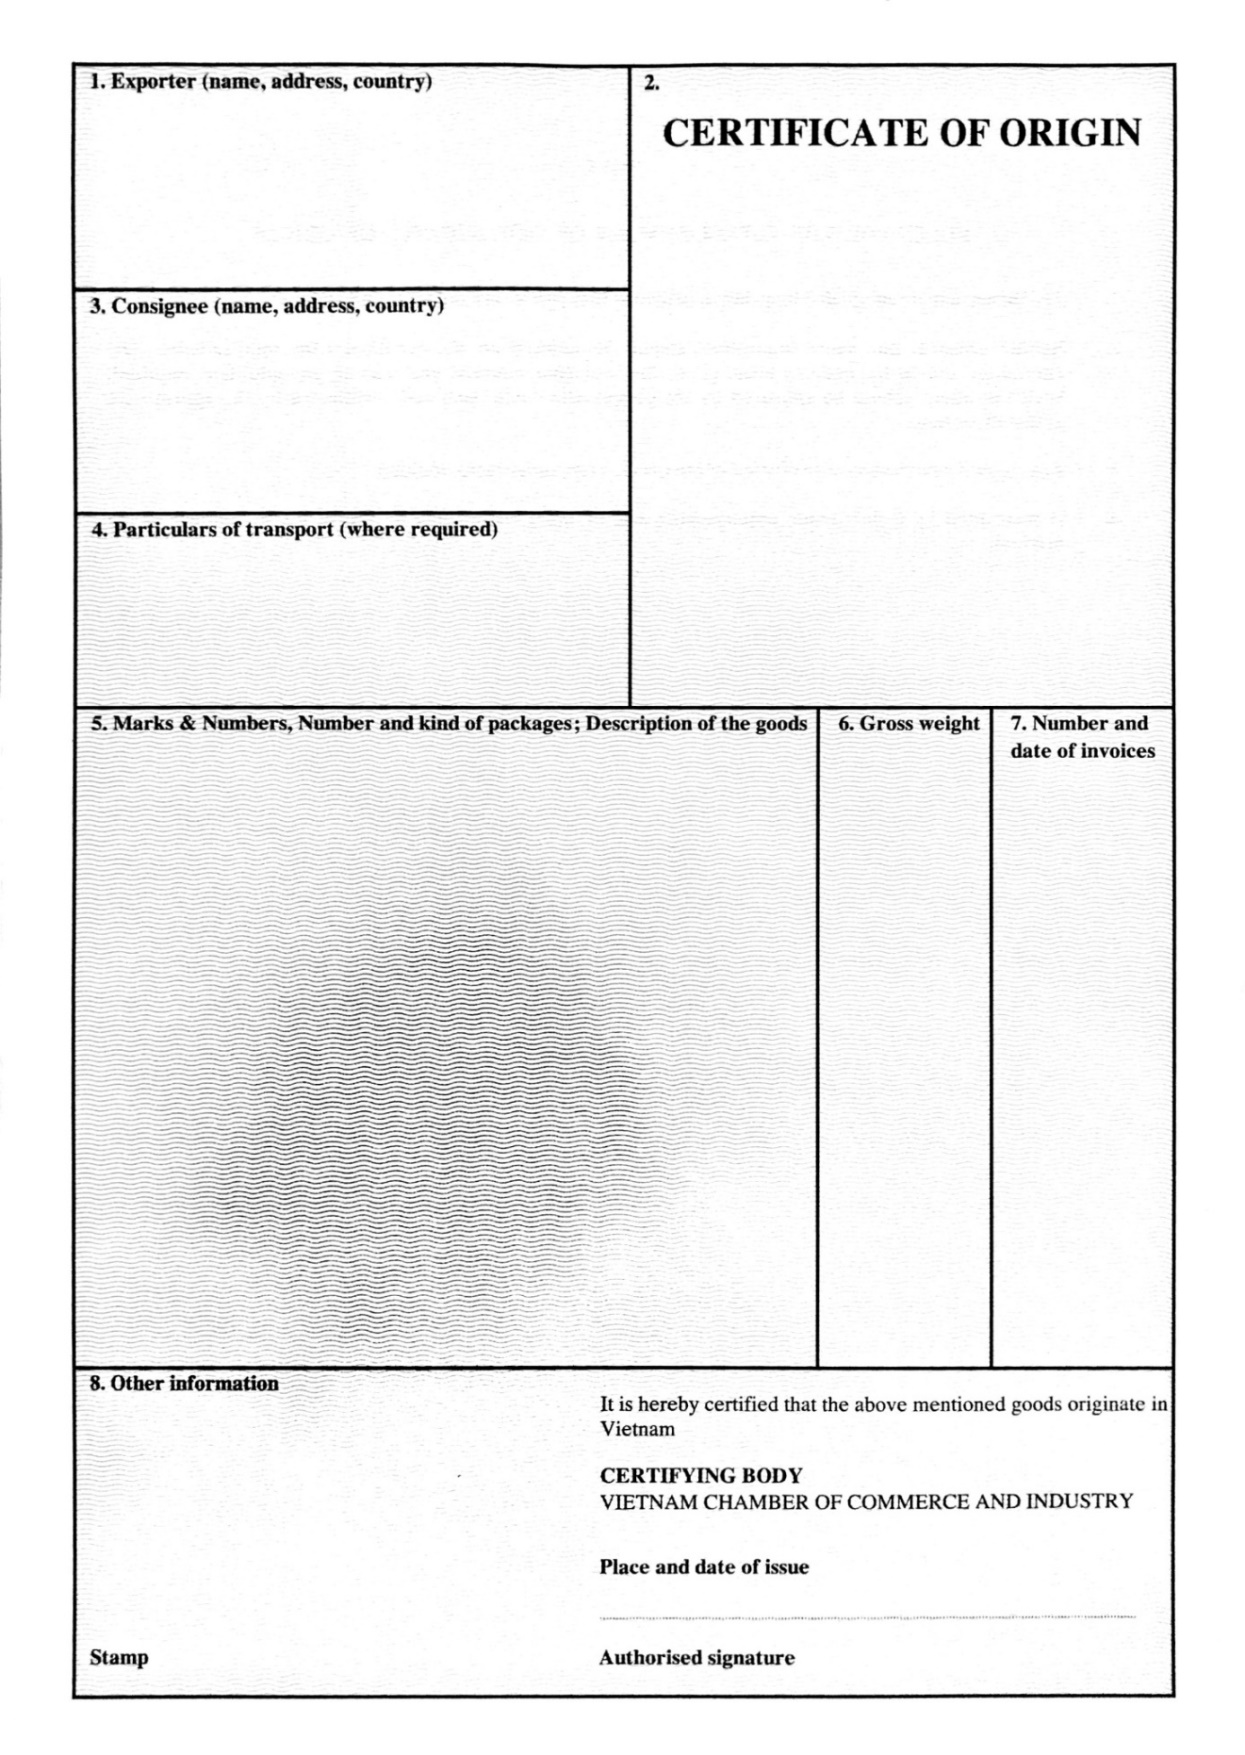 1. Exporter (name, address, country)
2.
CERTIFICATE OF ORIGIN
3. Consignee (name, address, country)
4. Particulars of transport (where required)
5. Marks & Numbers, Number and kind of packages; Description of the goods
6. Gross weight
7. Number and
date of invoices
8. Other information
It is hereby certified that the above mentioned goods originate in
Vietnam
CERTIFYING BODY
VIETNAM CHAMBER OF COMMERCE AND INDUSTRY
Place and date of issue
Stamp
Authorised signature